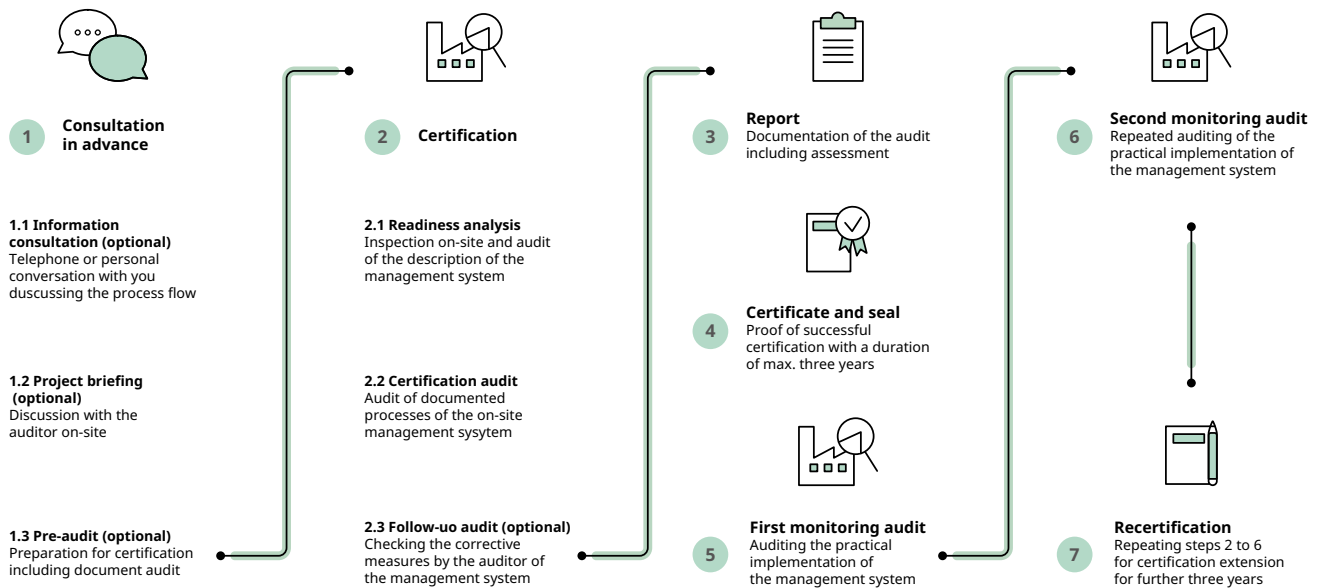 1
Consultation
in advance
1.1 Information
consultation (optional)
Telephone or personal
conversation with you
duscussing the process flow
1.2 Project briefing
(optional)
Discussion with the
auditor on-site
1.3 Pre-audit (optional)
Preparation for certification
including document audit
2
Certification
2.1 Readiness analysis
Inspection on-site and audit
of the description of the
management system
2.2 Certification audit
Audit of documented
processes of the on-site
management sysytem
2.3 Follow-uo audit (optional)
Checking the corrective
measures by the auditor of
the management system
3
Report
Documentation of the audit
including assessment
4
Certificate and seal
Proof of successful
certification with a duration
of max. three years
5
First monitoring audit
Auditing the practical
implementation of
the management system
6
Second monitoring audit
Repeated auditing of the
practical implementation of
the management system
7
Recertification
Repeating steps 2 to 6
for certification extension
for further three years